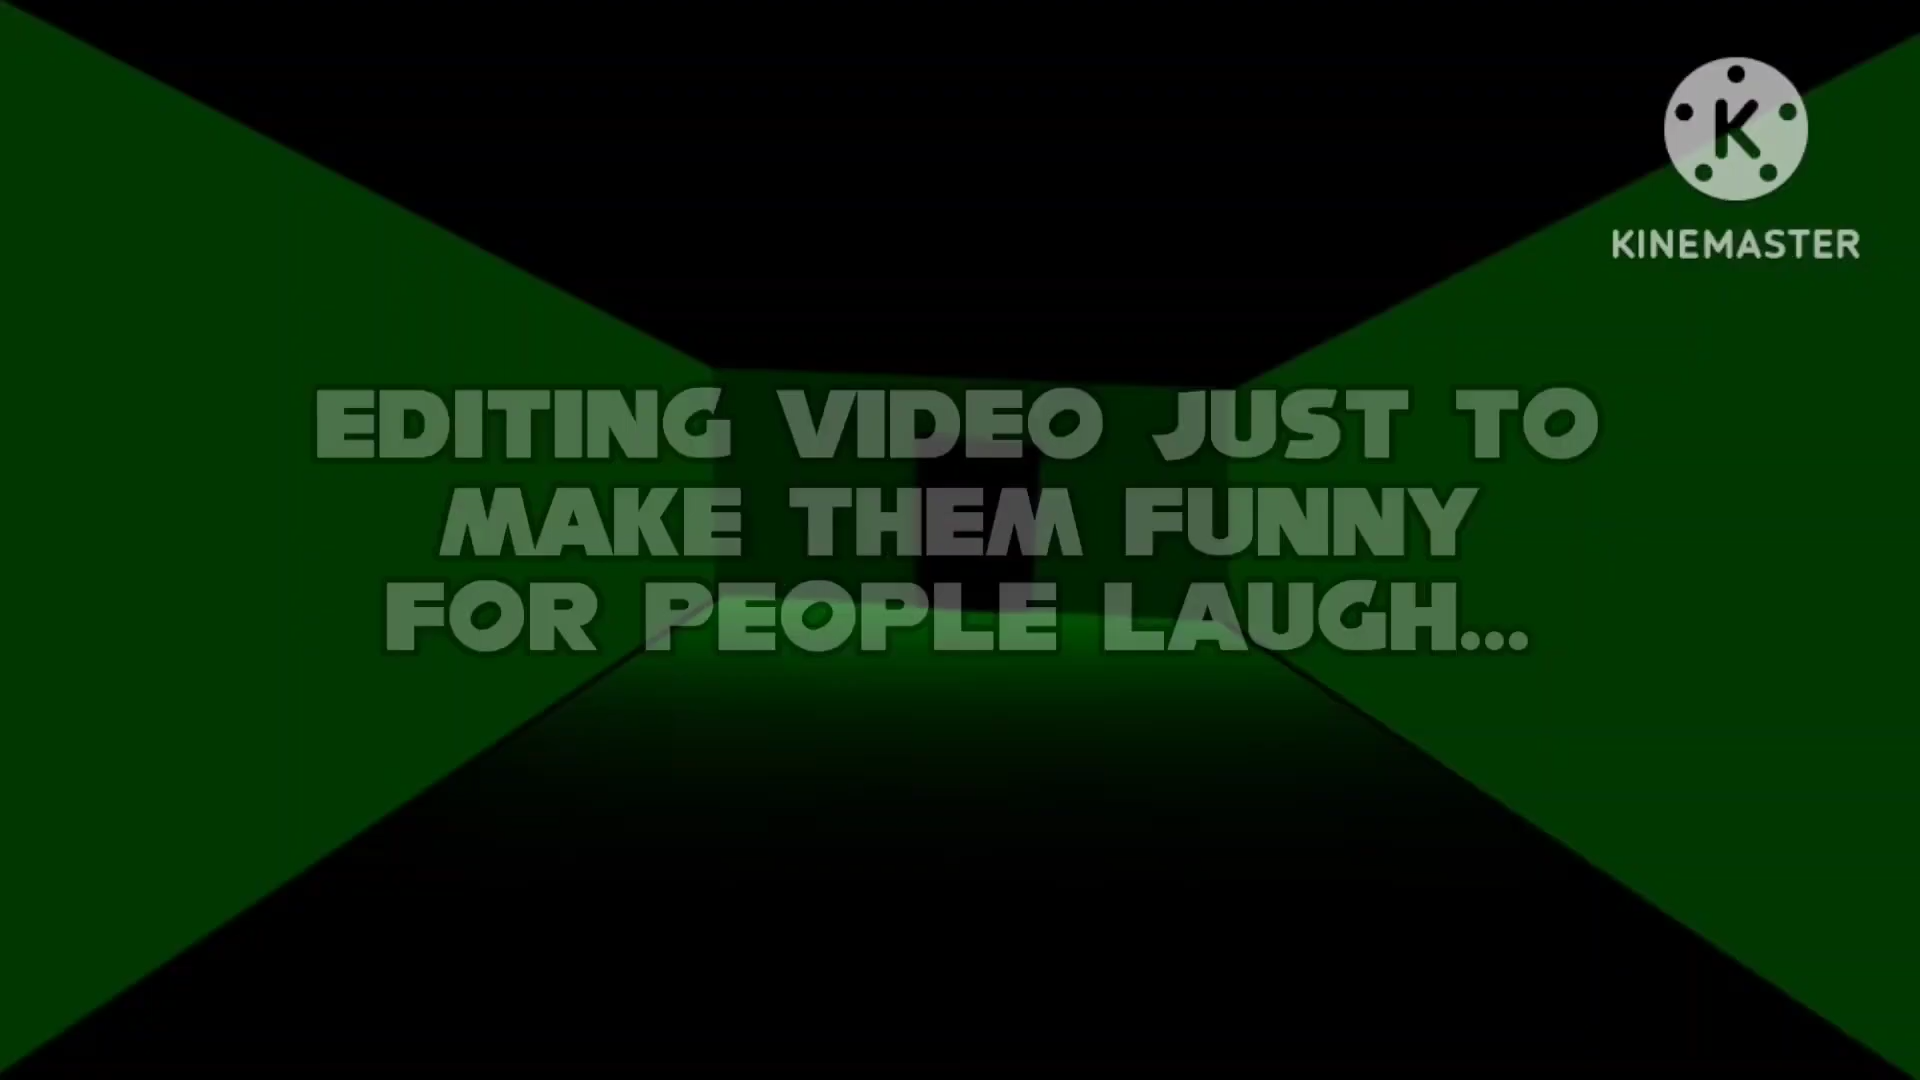 K
KINEMASTER
EDITING VIDEO JUST TO
MAKE THEM FUNNY
FOR PEOPLE LAUGH...